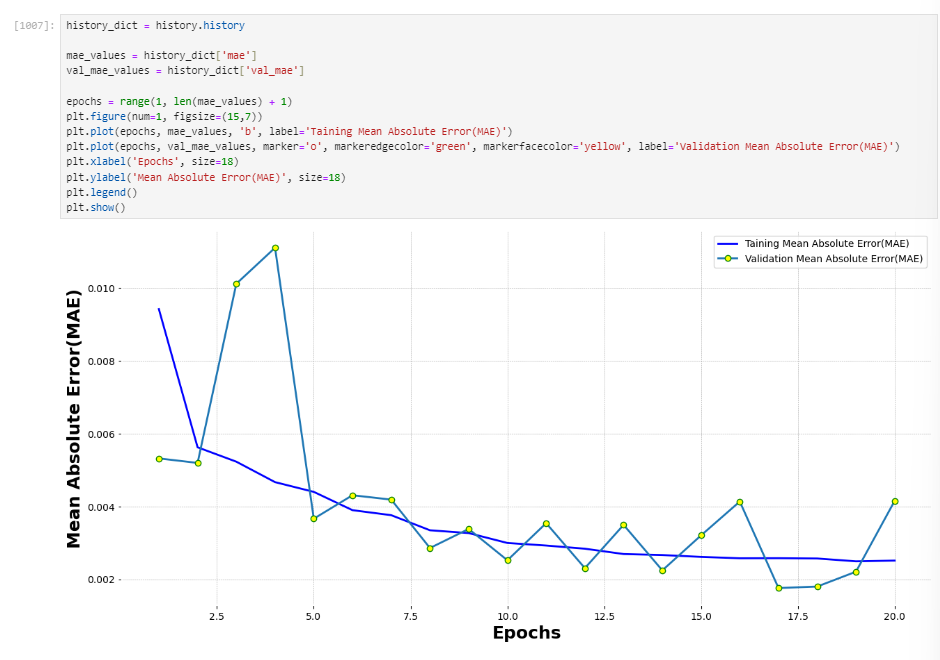 [1007]: history_dict = history.history
mae_values = history_dict['mae']
val_mae_values = history_dict['val_mae']
epochs = range(1, len(mae_values) + 1)
plt.figure(num=1, figsize=(15,7))
plt.plot(epochs, mae_values, 'b', label='Taining Mean Absolute Error(MAE)')
plt.plot(epochs, val_mae_values, marker='o', markeredgecolor='green', markerfacecolor='yellow', label='Validation Mean Absolute Error(MAE)')
plt.xlabel('Epochs', size=18)
plt.ylabel('Mean Absolute Error(MAE)', size=18)
plt.legend()
plt.show()
Taining Mean Absolute Error(MAE)
Validation Mean Absolute Error(MAE)
Mean Absolute Error(MAE)
0.010
0.008
0.006
0.004
0.002
2.5 5.0 7.5 10.0 12.5 15.0 17.5 20.0
Epochs